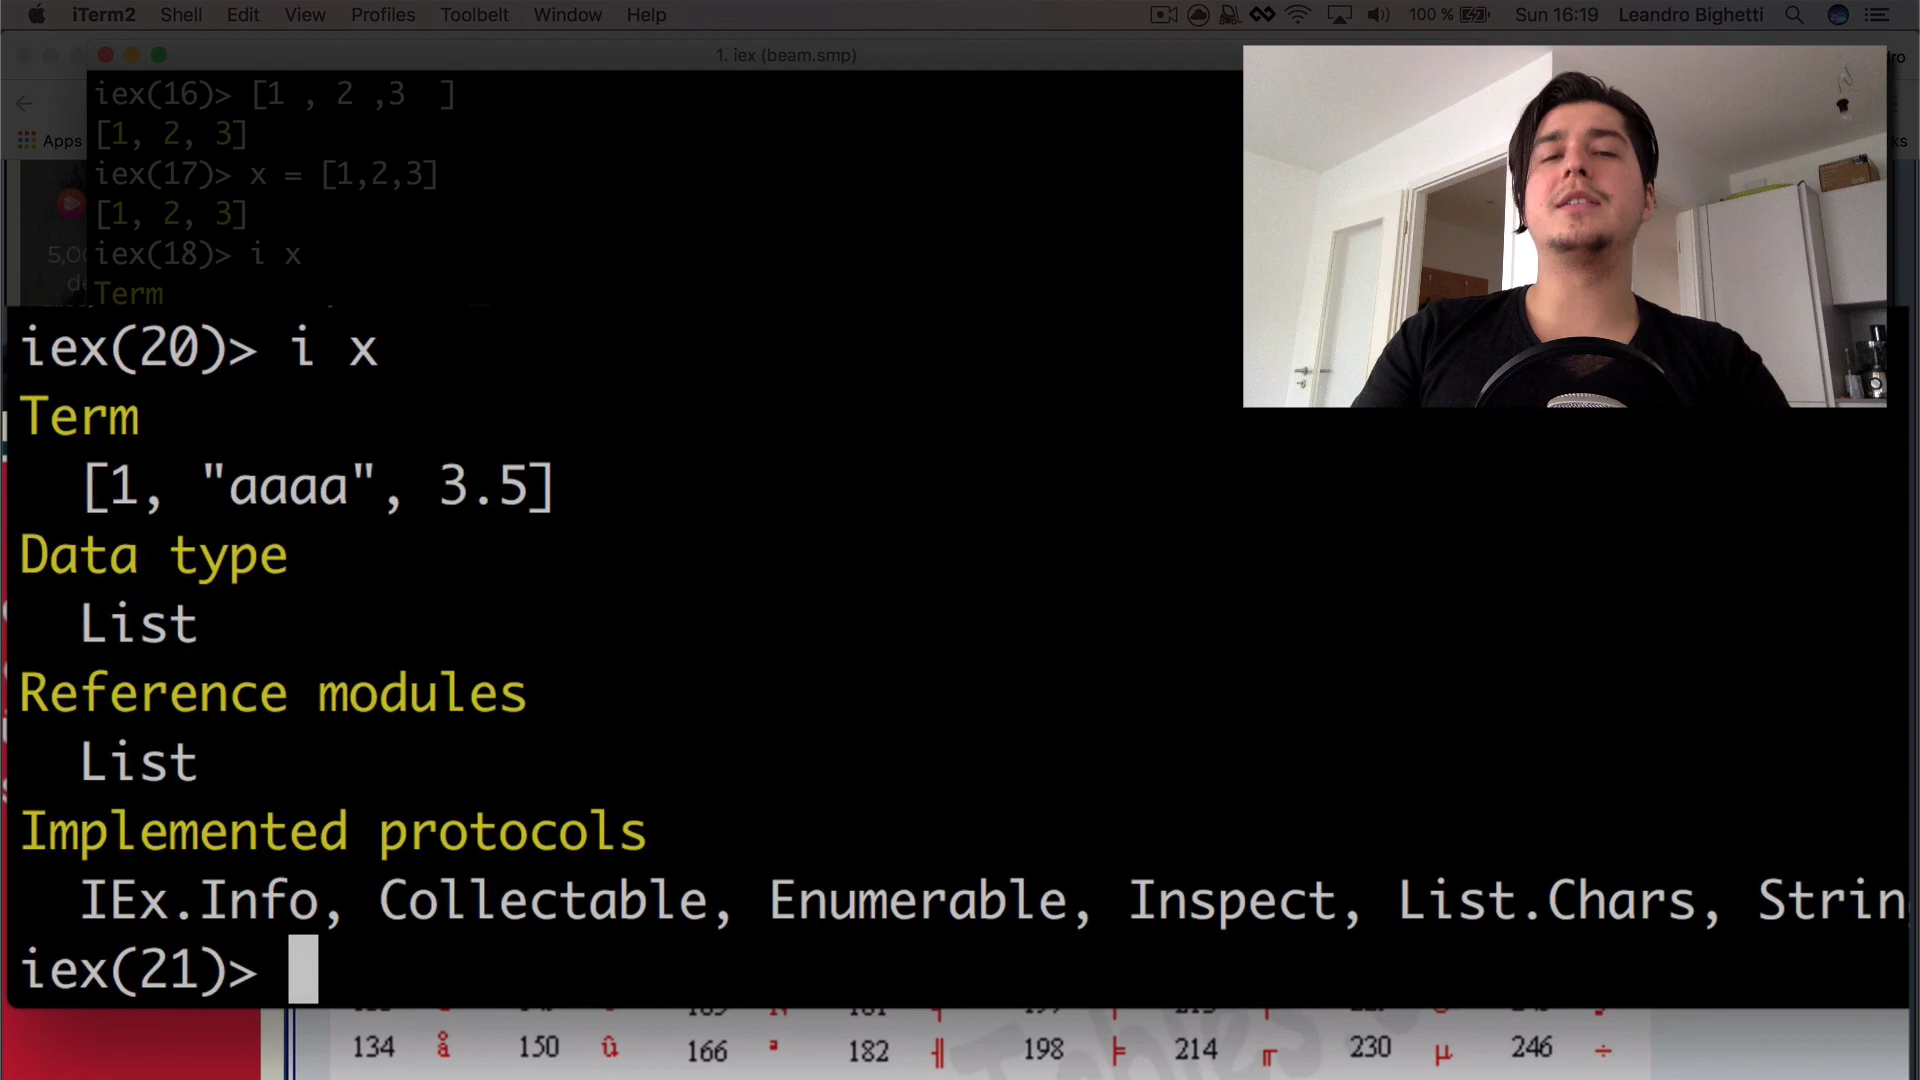 iTerm2 Shell Edit View Profiles Toolbelt Window Help 100 % Sun 16:19 Leandro Bighetti
1. iex (beam.smp)
Apps
iex(16)> [1 , 2 ,3  ]
[1, 2, 3]
iex(17)> x = [1,2,3]
[1, 2, 3]
iex(18)> i x
Term
iex(20)> i x
Term
[1, "aaaa", 3.5]
Data type
List
Reference modules
List
Implemented protocols
IEx.Info, Collectable, Enumerable, Inspect, List.Chars, Strin
iex(21)>
134 å 150 û 166 ª 182 ╢ 198 ╞ 214 ╓ 230 µ 246 ÷